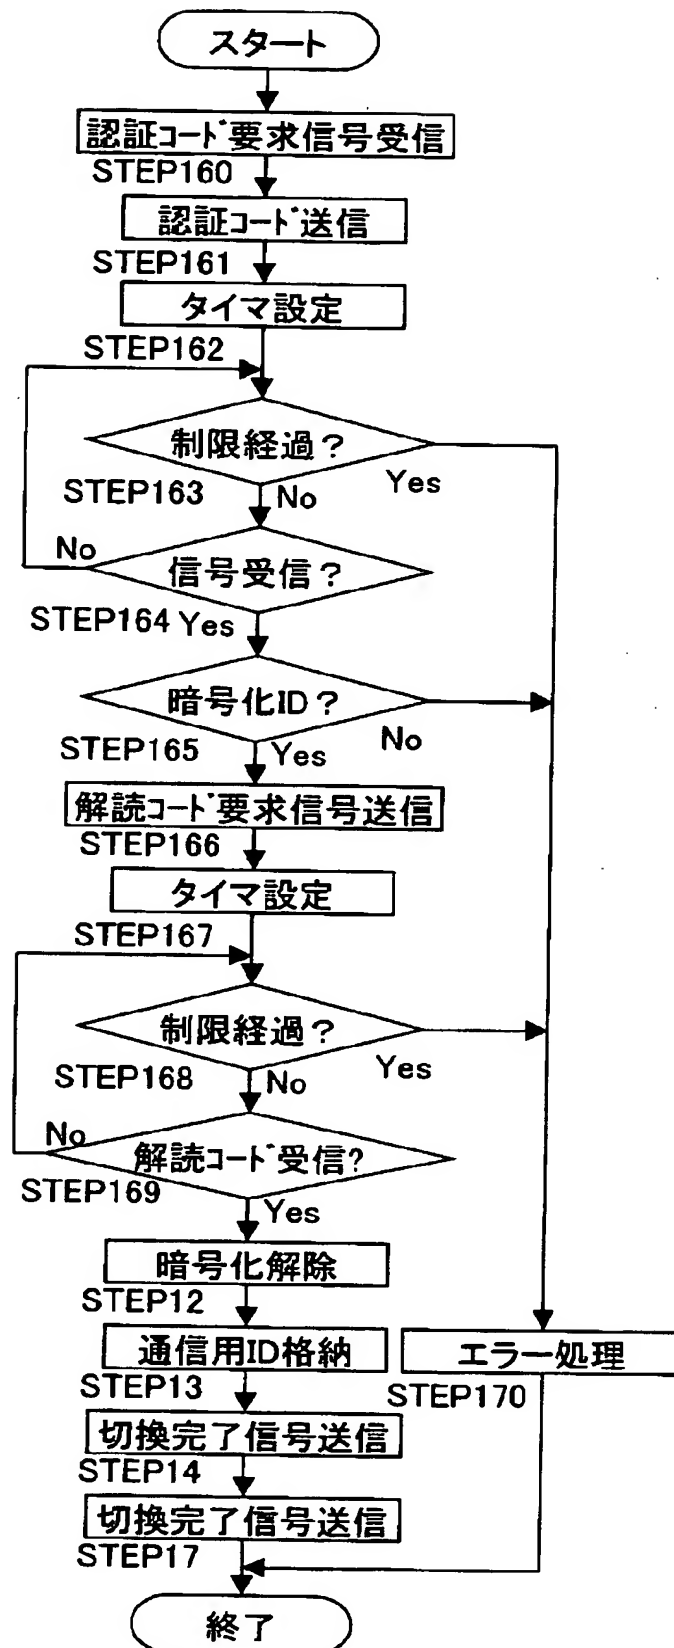 スタート
認証コード要求信号受信
STEP160
認証コード送信
STEP161
タイマ設定
STEP162
制限経過?
STEP163
No
Yes
No
信号受信?
STEP164
Yes
暗号化ID?
STEP165
Yes
No
解読コード要求信号送信
STEP166
タイマ設定
STEP167
制限経過?
STEP168
No
Yes
No
解読コード受信?
STEP169
Yes
暗号化解除
STEP12
通信用ID格納
エラー処理
STEP13
STEP170
切換完了信号送信
STEP14
切換完了信号送信
STEP17
終了